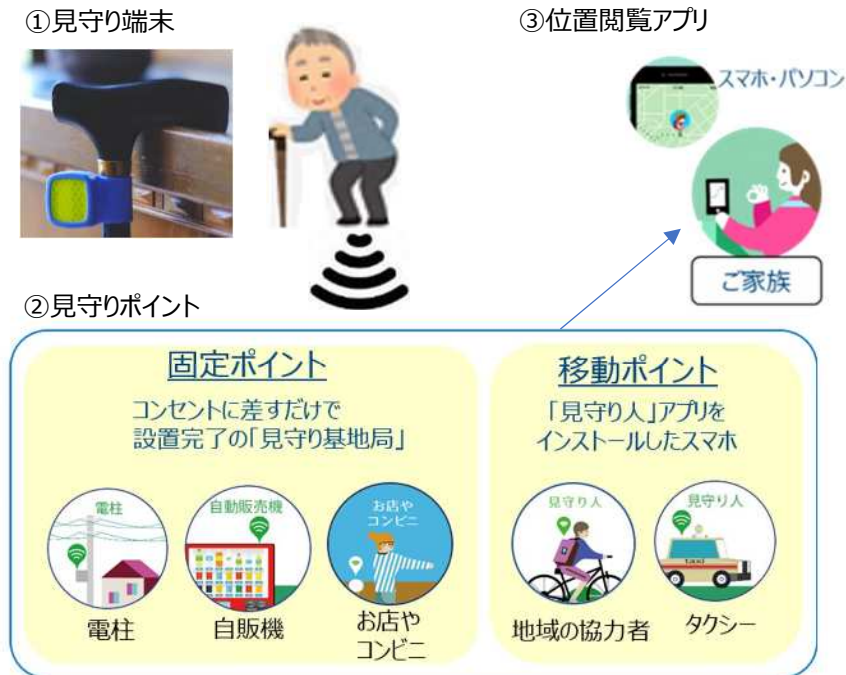 ①見守り端末
③位置閲覧アプリ
スマホ・パソコン
ご家族
②見守りポイント
固定ポイント
コンセントに差すだけで
設置完了の「見守り基地局」
電柱
自動販売機
お店や
コンビニ
電柱
自販機
お店や
コンビニ
移動ポイント
「見守り人」アプリを
インストールしたスマホ
見守り人
見守り人
taxi
地域の協力者
タクシー